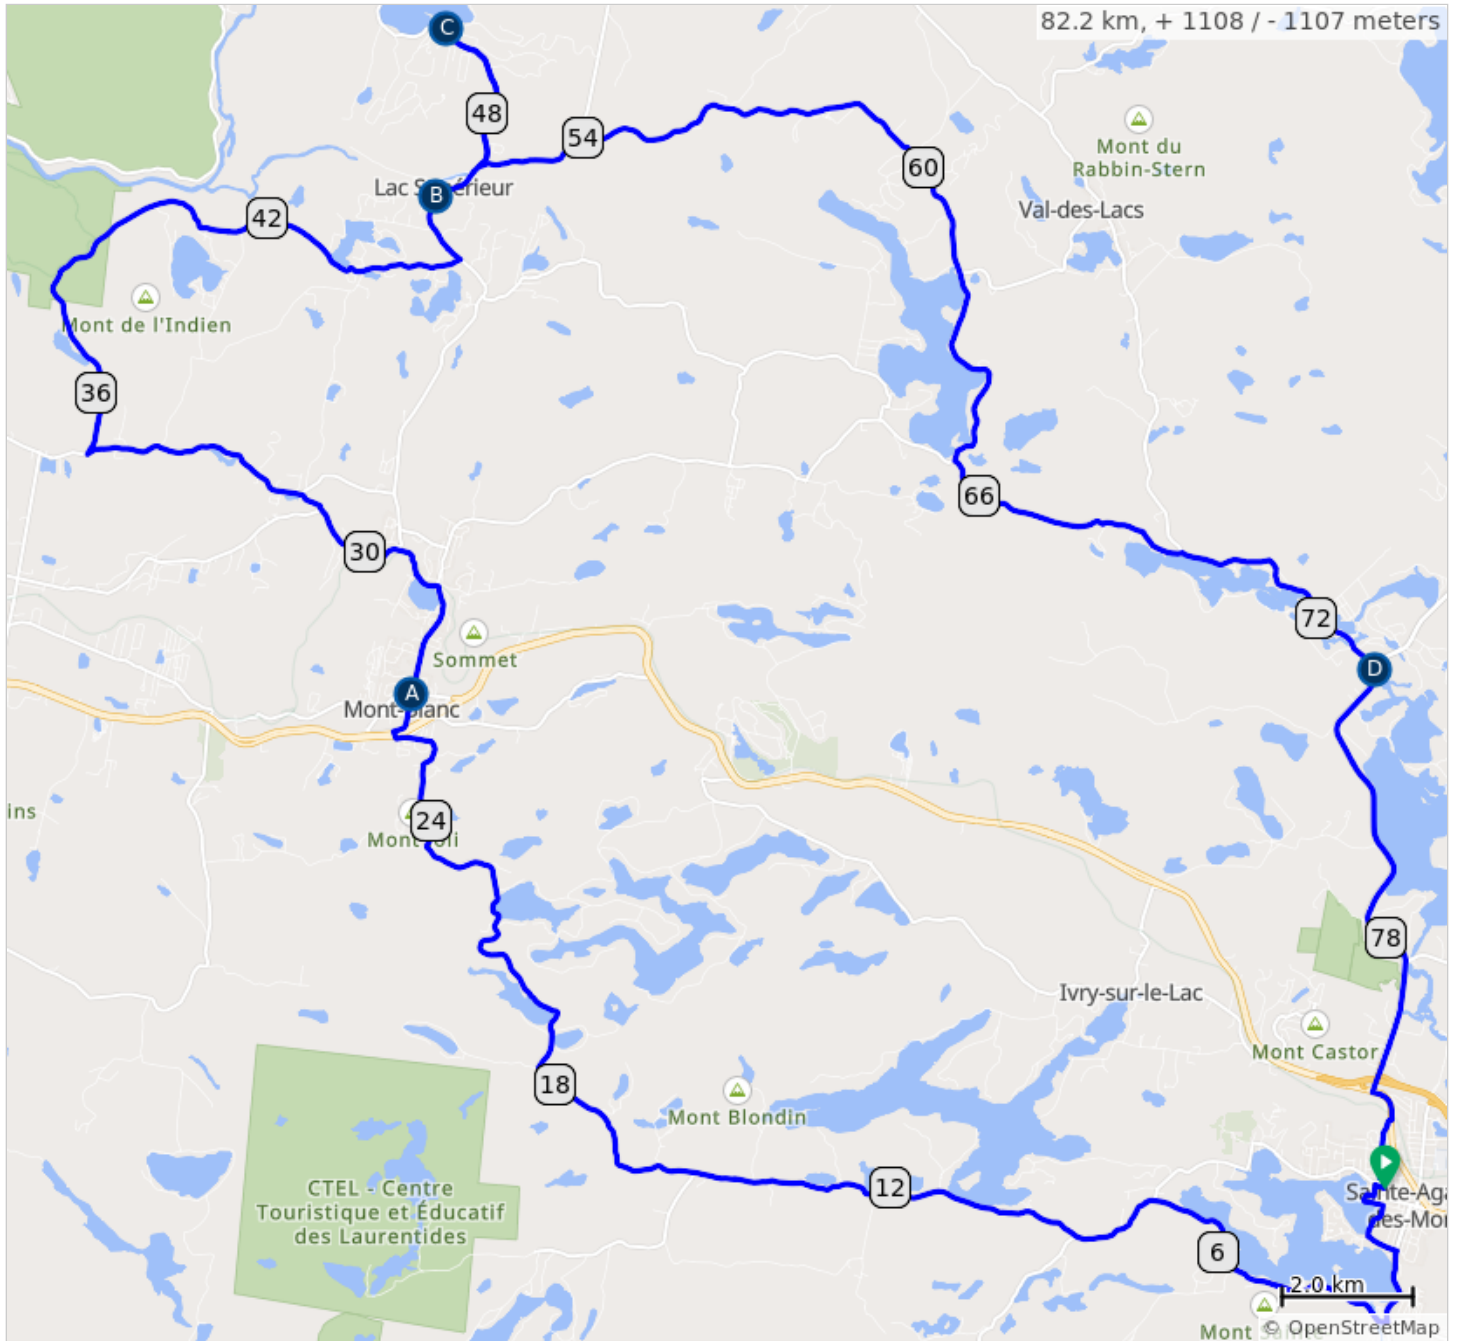 82.2 km, + 1108 / - 1107 meters
C
48
54
Mont du
Rabbin-Stern
60
Lac
B
Val-des-Lacs
42
Mont de l'Indien
36
66
30
72
Sommet
D
A
Mont-Blanc
ins
24
Mont
78
Ivry-sur-le-Lac
Mont Castor
18
Mont Blondin
12
CTEL - Centre
Touristique et Éducatif
des Laurentides
6
2.0 km
Mont
© OpenStreetMap